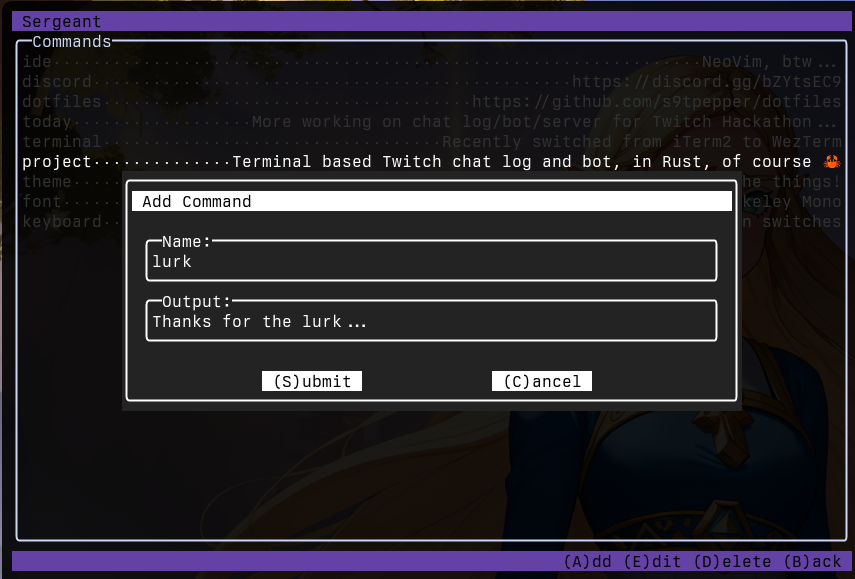 Sergeant
Commands
ide NeoVim, btw...
discord https://discord.gg/bZYtsEC9
dotfiles https://github.com/s9tpepper/dotfiles
today More working on chat log/bot/server for Twitch Hackathon...
terminal Recently switched from iTerm2 to WezTerm
project Terminal based Twitch chat log and bot, in Rust, of course 🦀
theme things!
font Mono
keyboard switches
Add Command
Name:
lurk
Output:
Thanks for the lurk...
(S)ubmit (C)ancel
(A)dd (E)dit (D)elete (B)ack